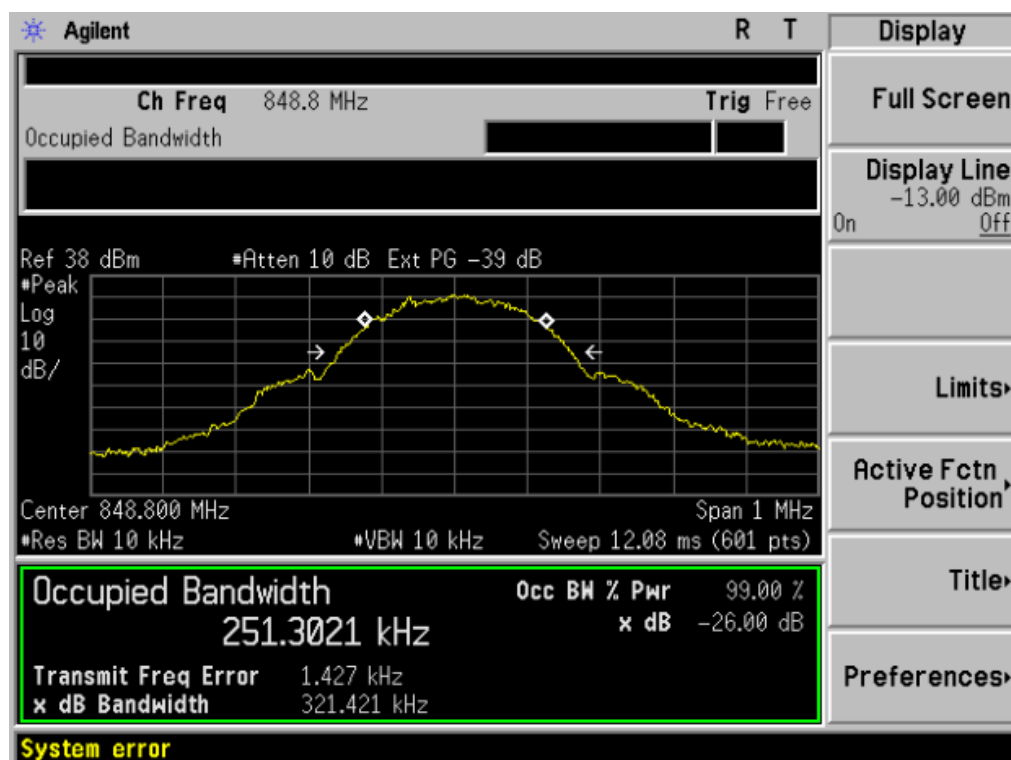 Agilent R T Display
Ch Freq 848.8 MHz Trig Free
Occupied Bandwidth
Ref 38 dBm #Atten 10 dB Ext PG -39 dB
#Peak
Log
10
dB/
Center 848.800 MHz Span 1 MHz
#Res BW 10 kHz #VBW 10 kHz Sweep 12.08 ms (601 pts)
Occupied Bandwidth Occ BW % Pwr 99.00 %
251.3021 kHz x dB -26.00 dB
Transmit Freq Error 1.427 kHz
x dB Bandwidth 321.421 kHz
System error
Full Screen
Display Line
-13.00 dBm
On Off
Limits
Active Fctn
Position
Title
Preferences